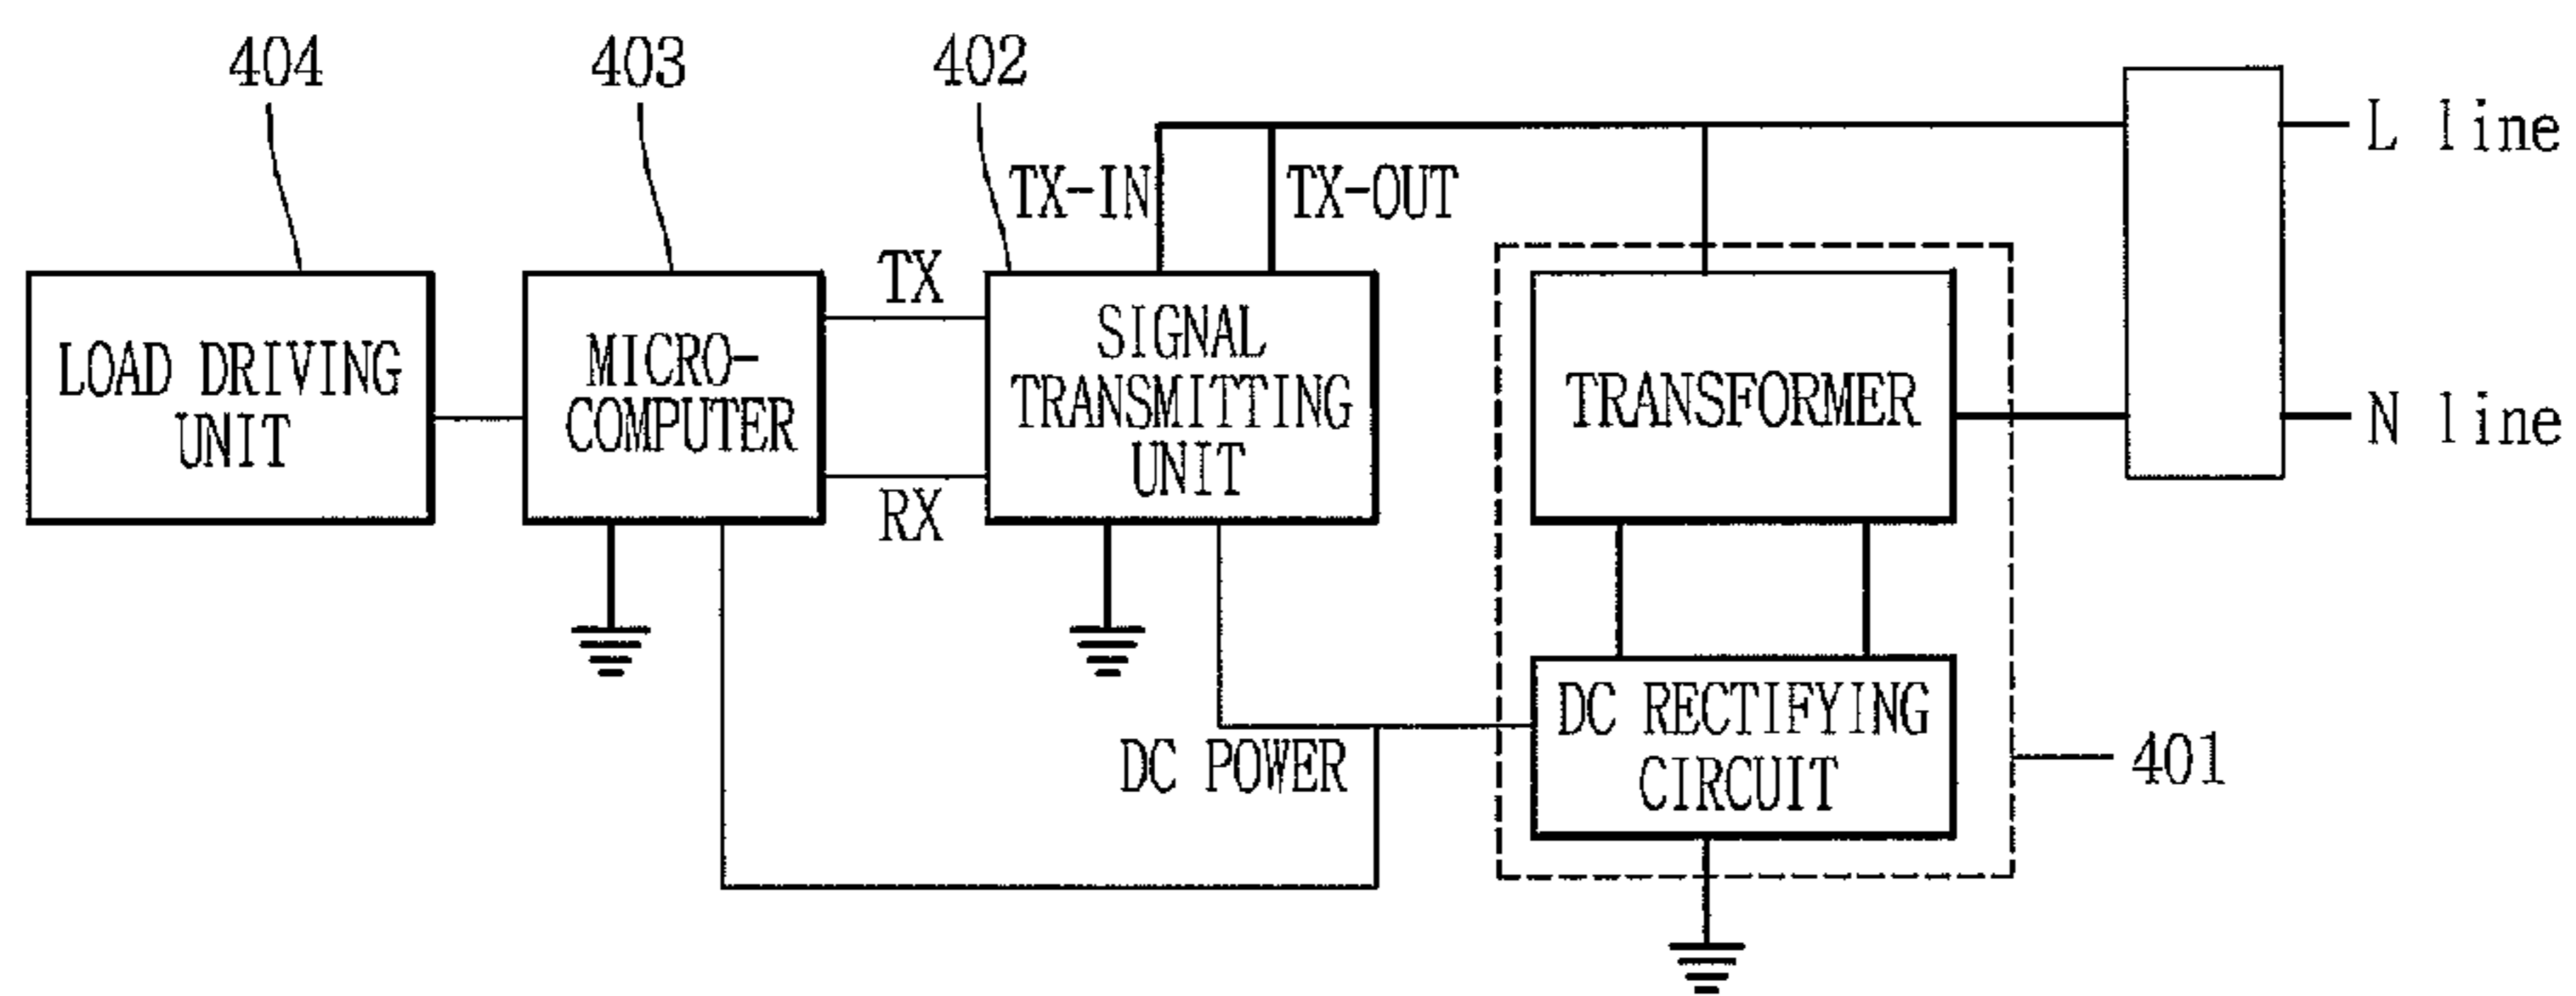 404
403
402
L line
TX-IN
TX-OUT
TX
LOAD DRIVING
UNIT
MICRO-
COMPUTER
SIGNAL
TRANSMITTING
UNIT
TRANSFORMER
N line
RX
DC POWER
DC RECTIFYING
CIRCUIT
401